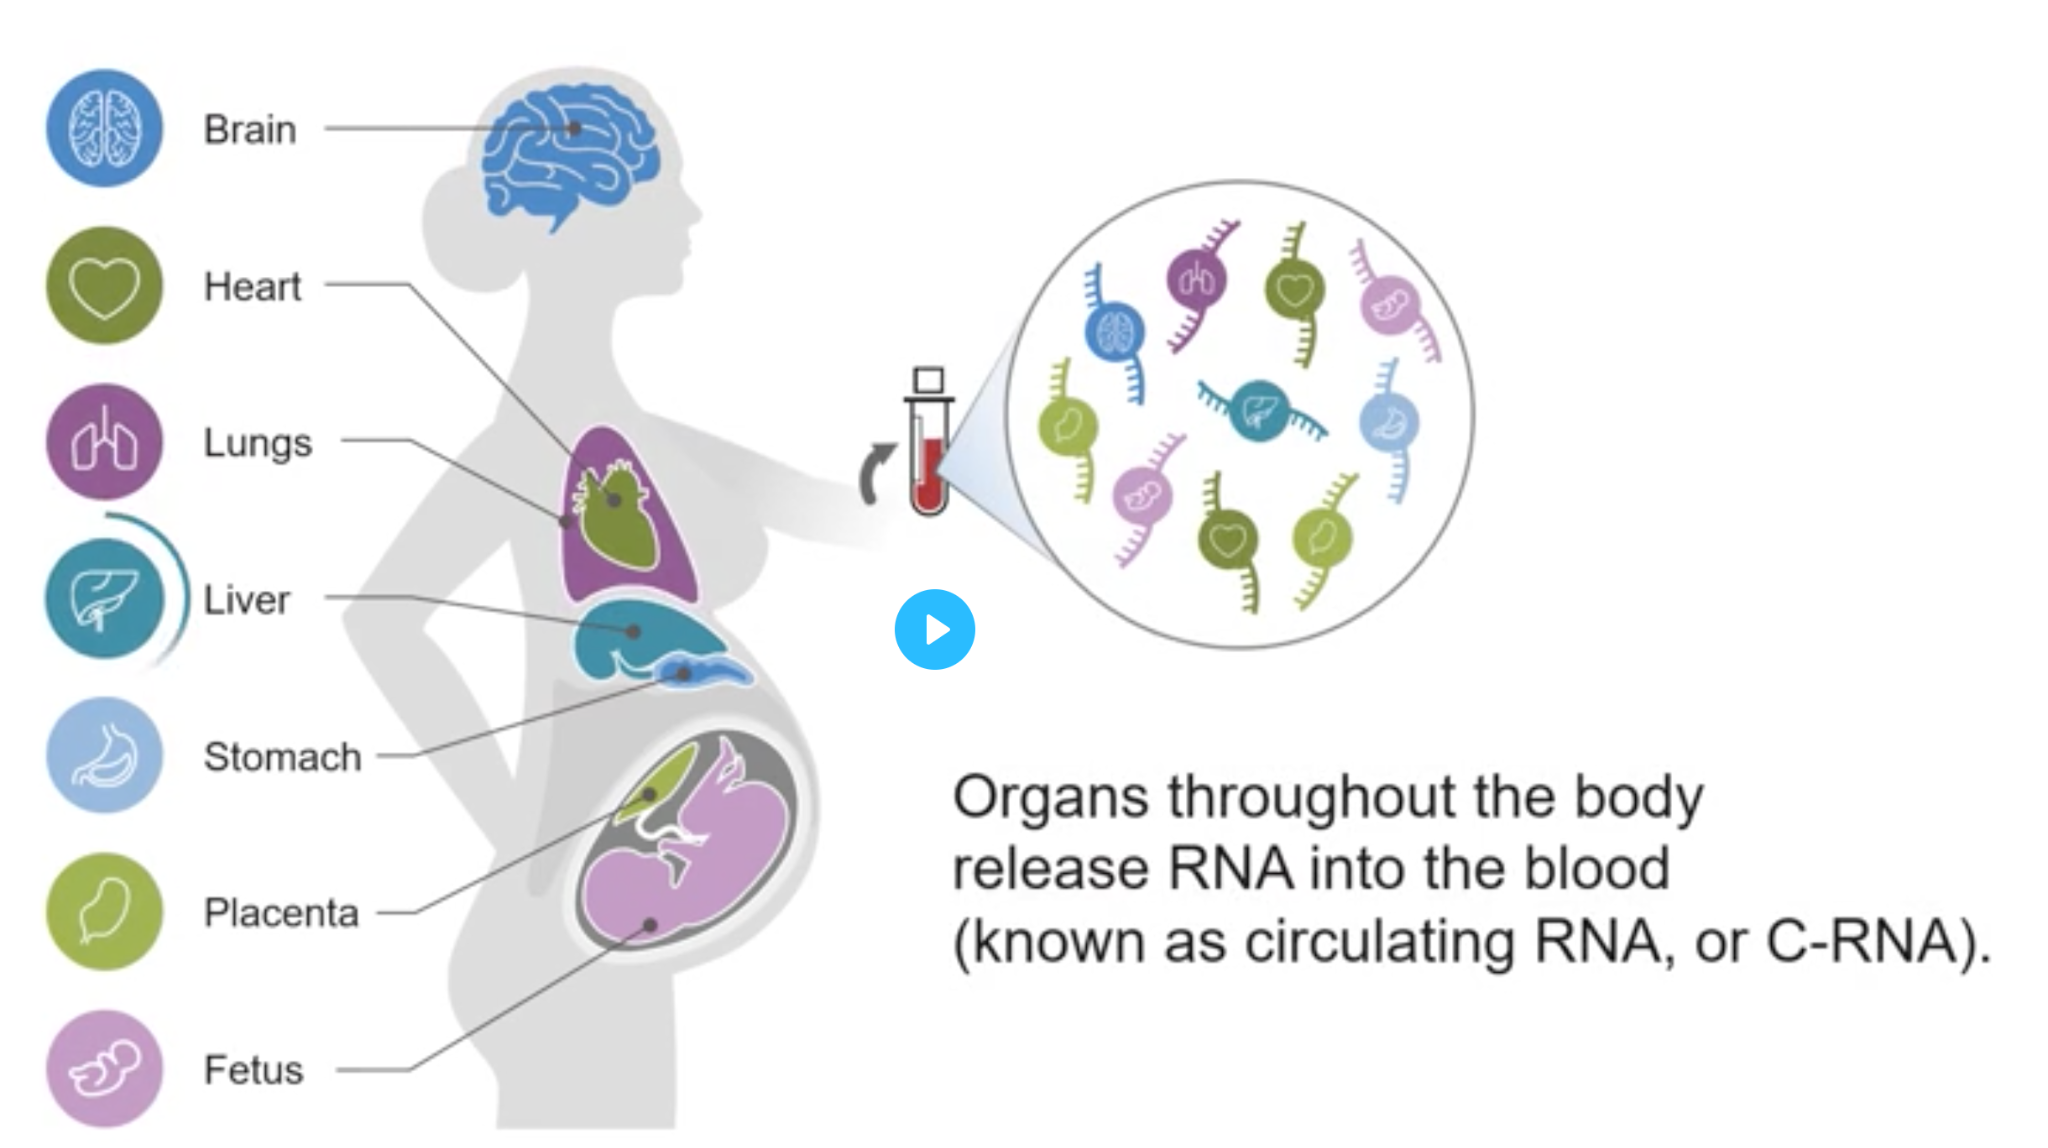 Brain
Heart
Lungs
Liver
Stomach
Placenta
Fetus
Organs throughout the body
release RNA into the blood
(known as circulating RNA, or C-RNA).